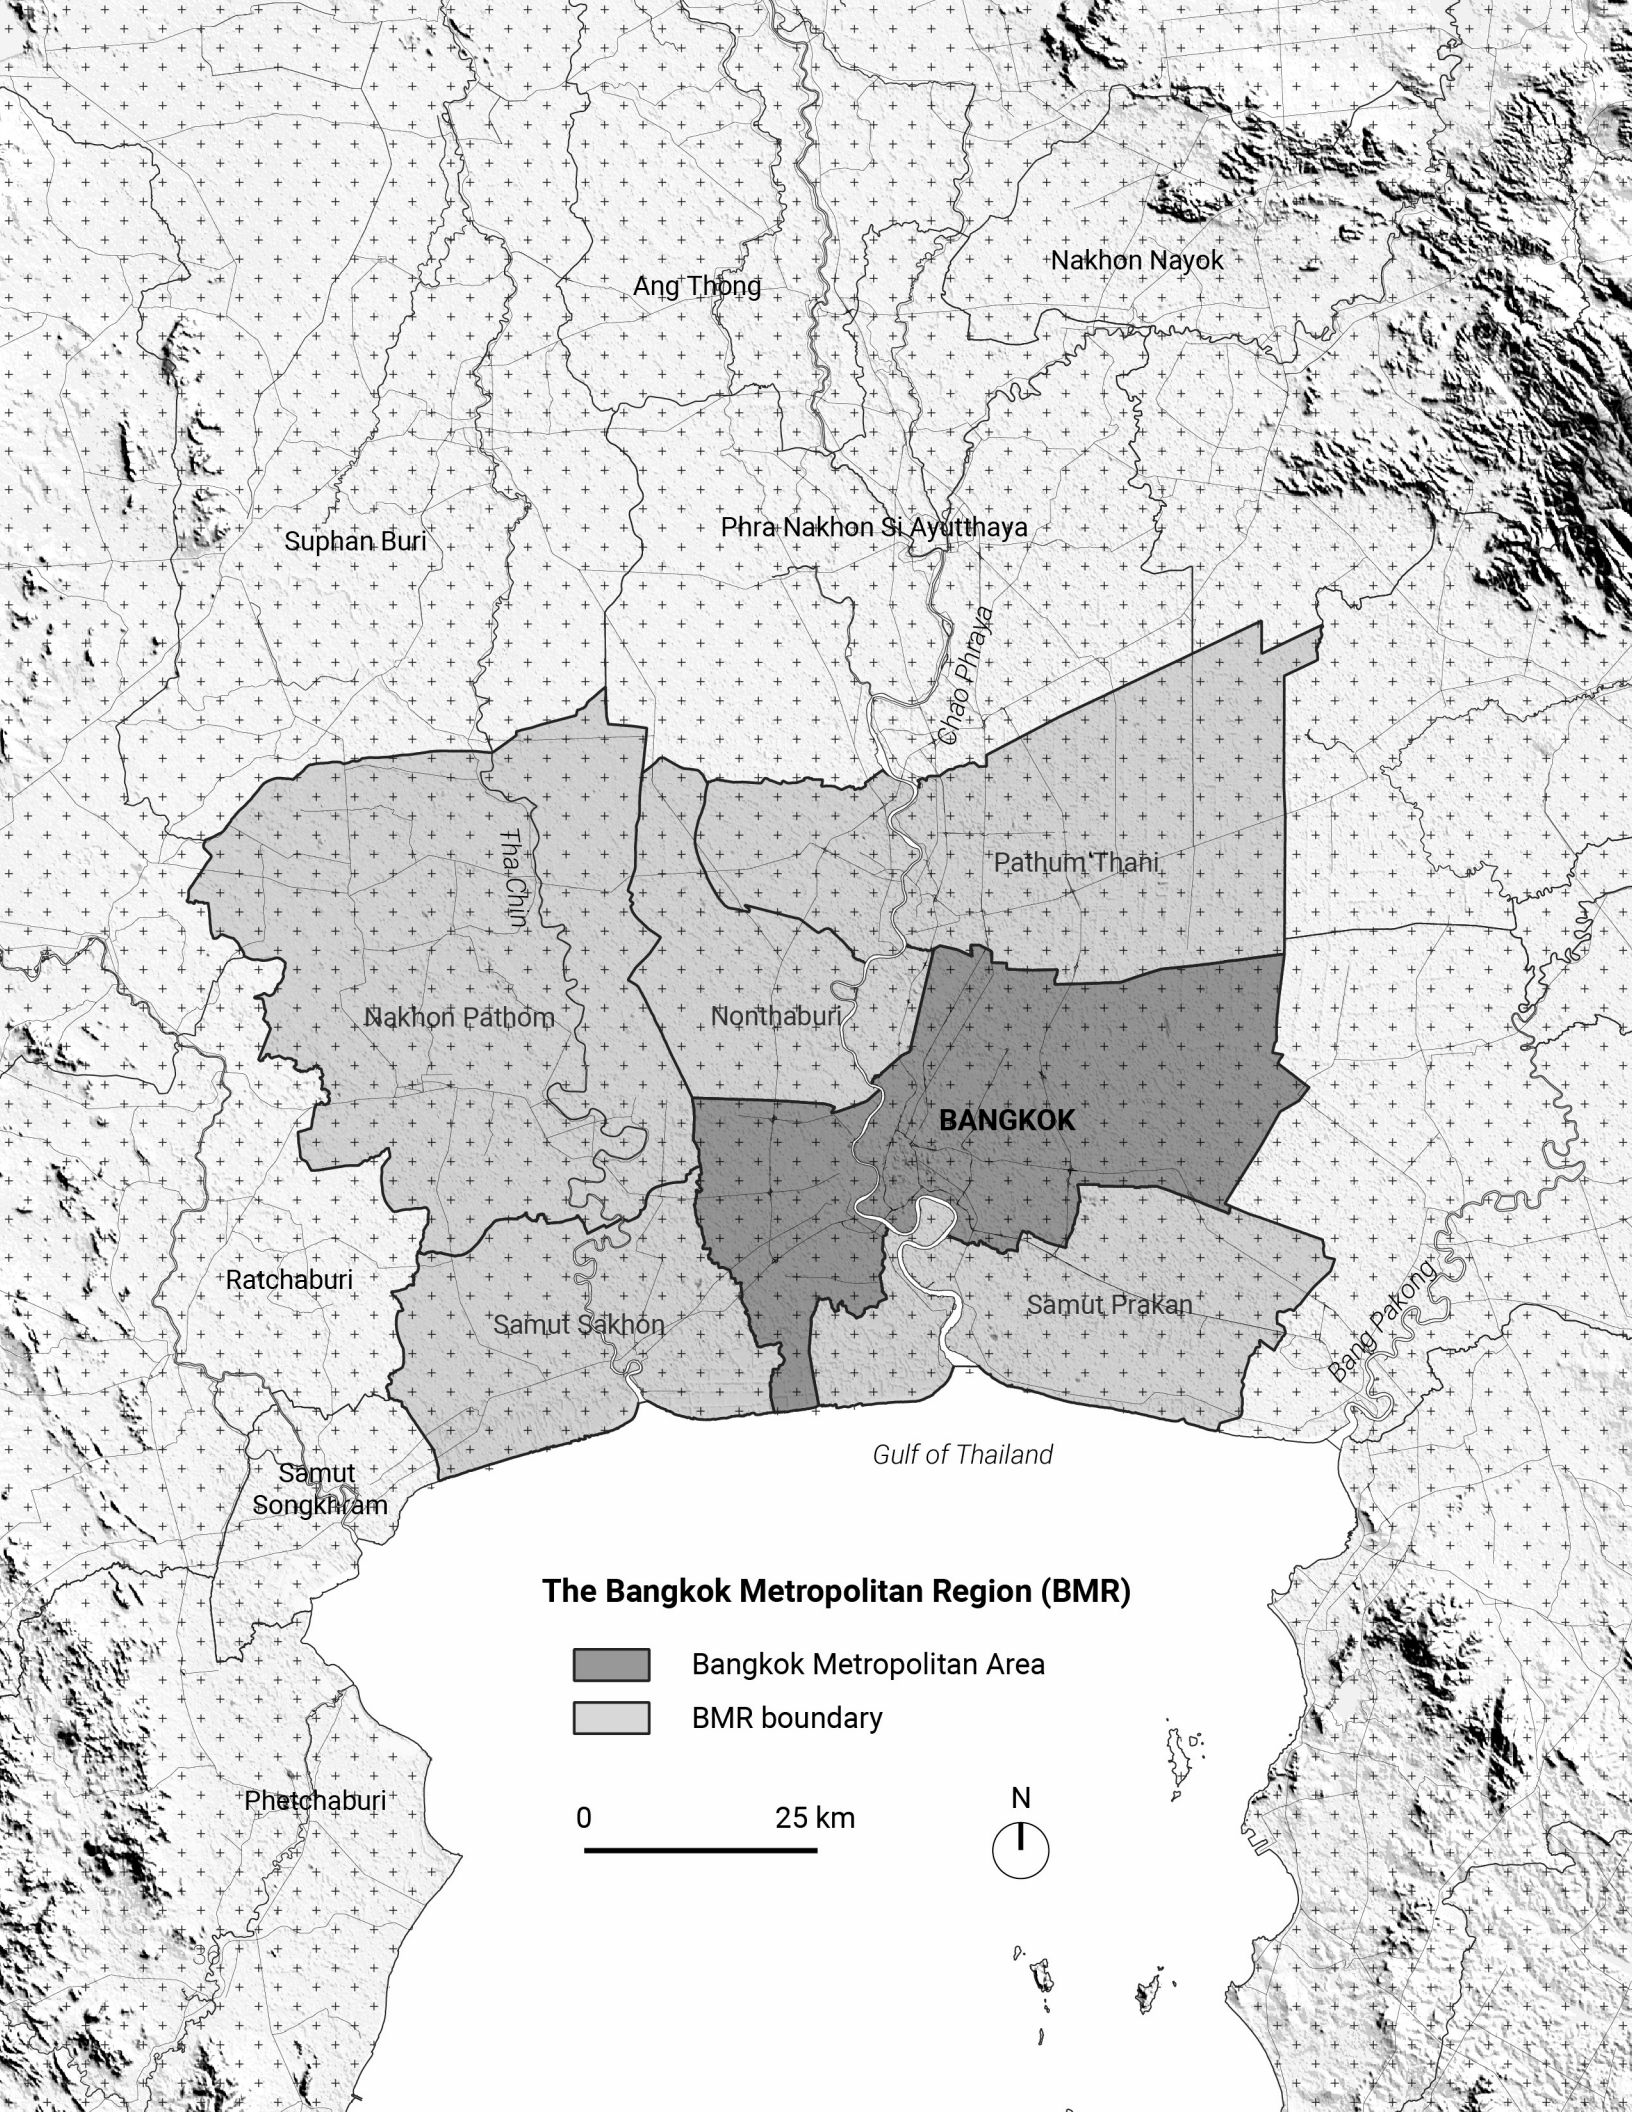 Nakhon Nayok
Ang Thong
Phra Nakhon Si Ayutthaya
Suphan Buri
Chao Phraya
Tha Chin
Pathum Thani
Nakhon Pathom
Nonthaburi
BANGKOK
Ratchaburi
Samut Sakhon
Samut Prakan
Bang Pakong
Gulf of Thailand
Samut
Songkhram
The Bangkok Metropolitan Region (BMR)
Bangkok Metropolitan Area
BMR boundary
Phetchaburi
0 25 km
N